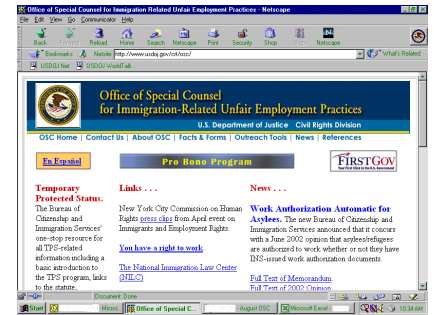 Office of Special Counsel for Immigration Related Unfair Employment Practices - Netscape
File Edit View Go Communicator Help
Back Forward Reload Home Search Netscape Print Security Shop Stop Netscape
Bookmarks Netsite: http://www.usdoj.gov/crt/osc/ What's Related
USDOJ Net USDOJ WorldTalk
Office of Special Counsel
for Immigration-Related Unfair Employment Practices
U.S. Department of Justice Civil Rights Division
OSC Home | Contact Us | About OSC | Facts & Forms | Outreach Tools | News | References
En Español
Pro Bono Program
FIRSTGOV
Your First Click to the U.S. Government
Temporary
Protected Status.
The Bureau of
Citizenship and
Immigration Services'
one-stop resource for
all TPS-related
information including a
basic introduction to
the TPS program, links
to the statute,
Links . . .
New York City Commission on Human
Rights press clips from April event on
Immigrants and Employment Rights
You have a right to work.
The National Immigration Law Center
(NILC)
News . . .
Work Authorization Automatic for
Asylees. The new Bureau of Citizenship and
Immigration Services announced that it concurs
with a June 2002 opinion that asylees/refugees
are authorized to work whether or not they have
INS-issued work authorization documents.
Full Text of Memorandum.
Full Text of 2002 Opinion.
Document: Done
Start Office of Special C... -August OSC Microsoft Excel 10:34 AM